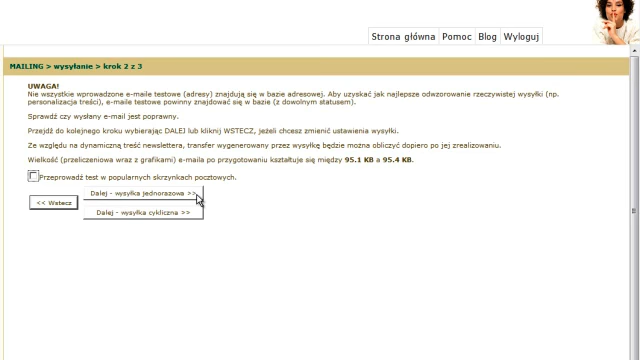 Strona główna Pomoc Blog Wyloguj
MAILING > wysyłanie > krok 2 z 3
UWAGA!
Nie wszystkie wprowadzone e-maile testowe (adresy) znajdują się w bazie adresowej. Aby uzyskać jak najlepsze odwzorowanie rzeczywistej wysyłki (np.
personalizacja treści), e-maile testowe powinny znajdować się w bazie (z dowolnym statusem).
Sprawdź czy wysłany e-mail jest poprawny.
Przejdź do kolejnego kroku wybierając DALEJ lub kliknij WSTECZ, jeżeli chcesz zmienić ustawienia wysyłki.
Ze względu na dynamiczną treść newslettera, transfer wygenerowany przez wysyłkę będzie można obliczyć dopiero po jej zrealizowaniu.
Wielkość (przeliczeniowa wraz z grafikami) e-maila po przygotowaniu kształtuje się między 95.1 KB a 95.4 KB.
Przeprowadź test w popularnych skrzynkach pocztowych.
Dalej - wysyłka jednorazowa >>
<< Wstecz
Dalej - wysyłka cykliczna >>